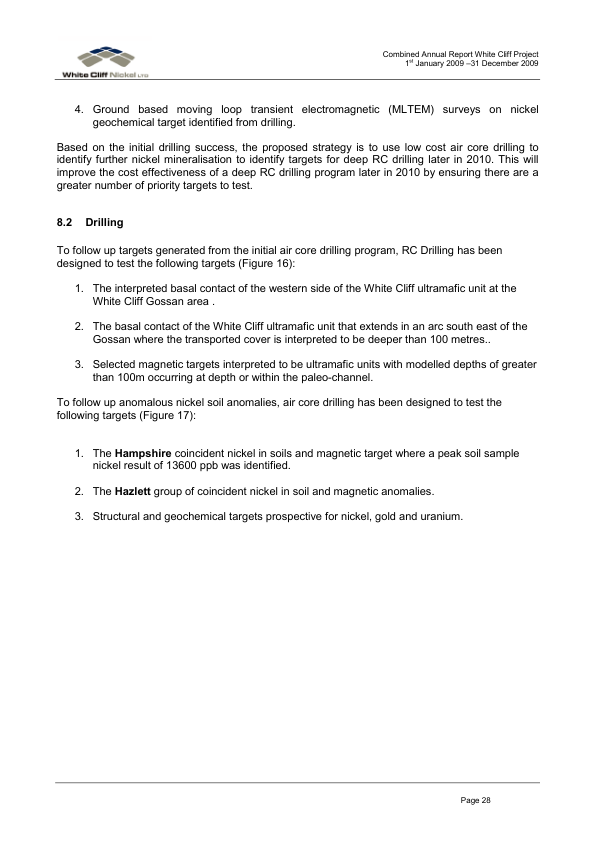 White Cliff Nickel LTD
Combined Annual Report White Cliff Project
1st January 2009 –31 December 2009
4. Ground based moving loop transient electromagnetic (MLTEM) surveys on nickel
geochemical target identified from drilling.
Based on the initial drilling success, the proposed strategy is to use low cost air core drilling to
identify further nickel mineralisation to identify targets for deep RC drilling later in 2010. This will
improve the cost effectiveness of a deep RC drilling program later in 2010 by ensuring there are a
greater number of priority targets to test.
8.2 Drilling
To follow up targets generated from the initial air core drilling program, RC Drilling has been
designed to test the following targets (Figure 16):
1. The interpreted basal contact of the western side of the White Cliff ultramafic unit at the
White Cliff Gossan area .
2. The basal contact of the White Cliff ultramafic unit that extends in an arc south east of the
Gossan where the transported cover is interpreted to be deeper than 100 metres..
3. Selected magnetic targets interpreted to be ultramafic units with modelled depths of greater
than 100m occurring at depth or within the paleo-channel.
To follow up anomalous nickel soil anomalies, air core drilling has been designed to test the
following targets (Figure 17):
1. The Hampshire coincident nickel in soils and magnetic target where a peak soil sample
nickel result of 13600 ppb was identified.
2. The Hazlett group of coincident nickel in soil and magnetic anomalies.
3. Structural and geochemical targets prospective for nickel, gold and uranium.
Page 28